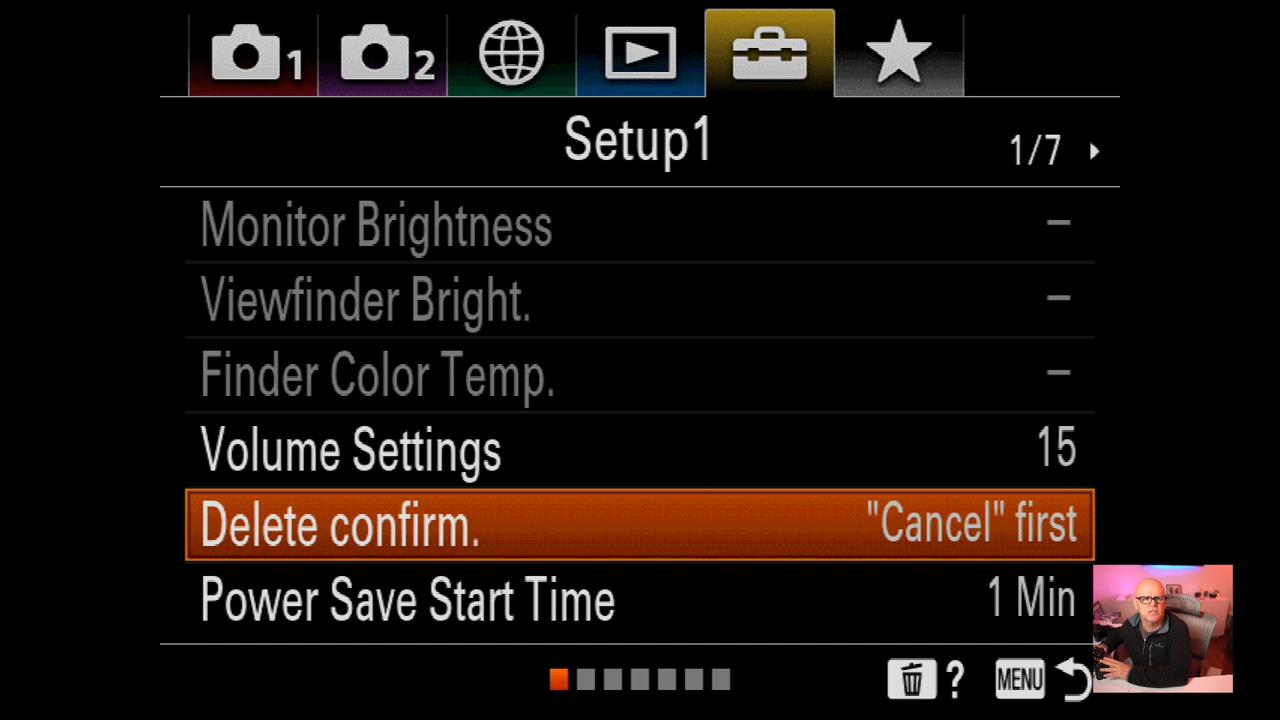 1 2
Setup1 1/7
Monitor Brightness –
Viewfinder Bright. –
Finder Color Temp. –
Volume Settings 15
Delete confirm. "Cancel" first
Power Save Start Time 1 Min
? MENU